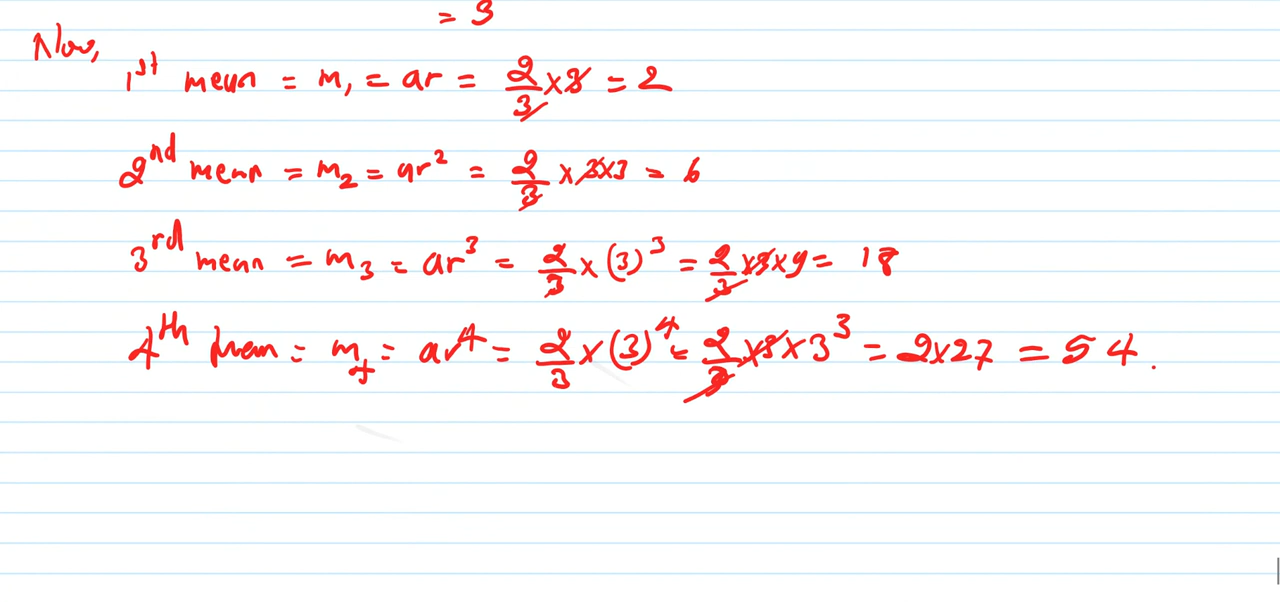 = 3
Now,
1st mean = m₁ = ar = 2/3 × 3 = 2
2nd mean = m₂ = ar² = 2/3 × 3×3 = 6
3rd mean = m₃ = ar³ = 2/3 × (3)³ = 2/3 ×3×9 = 18
4th mean = m₄ = ar⁴ = 2/3 × (3)⁴ = 2/3 ×3×3³ = 2×27 = 54.